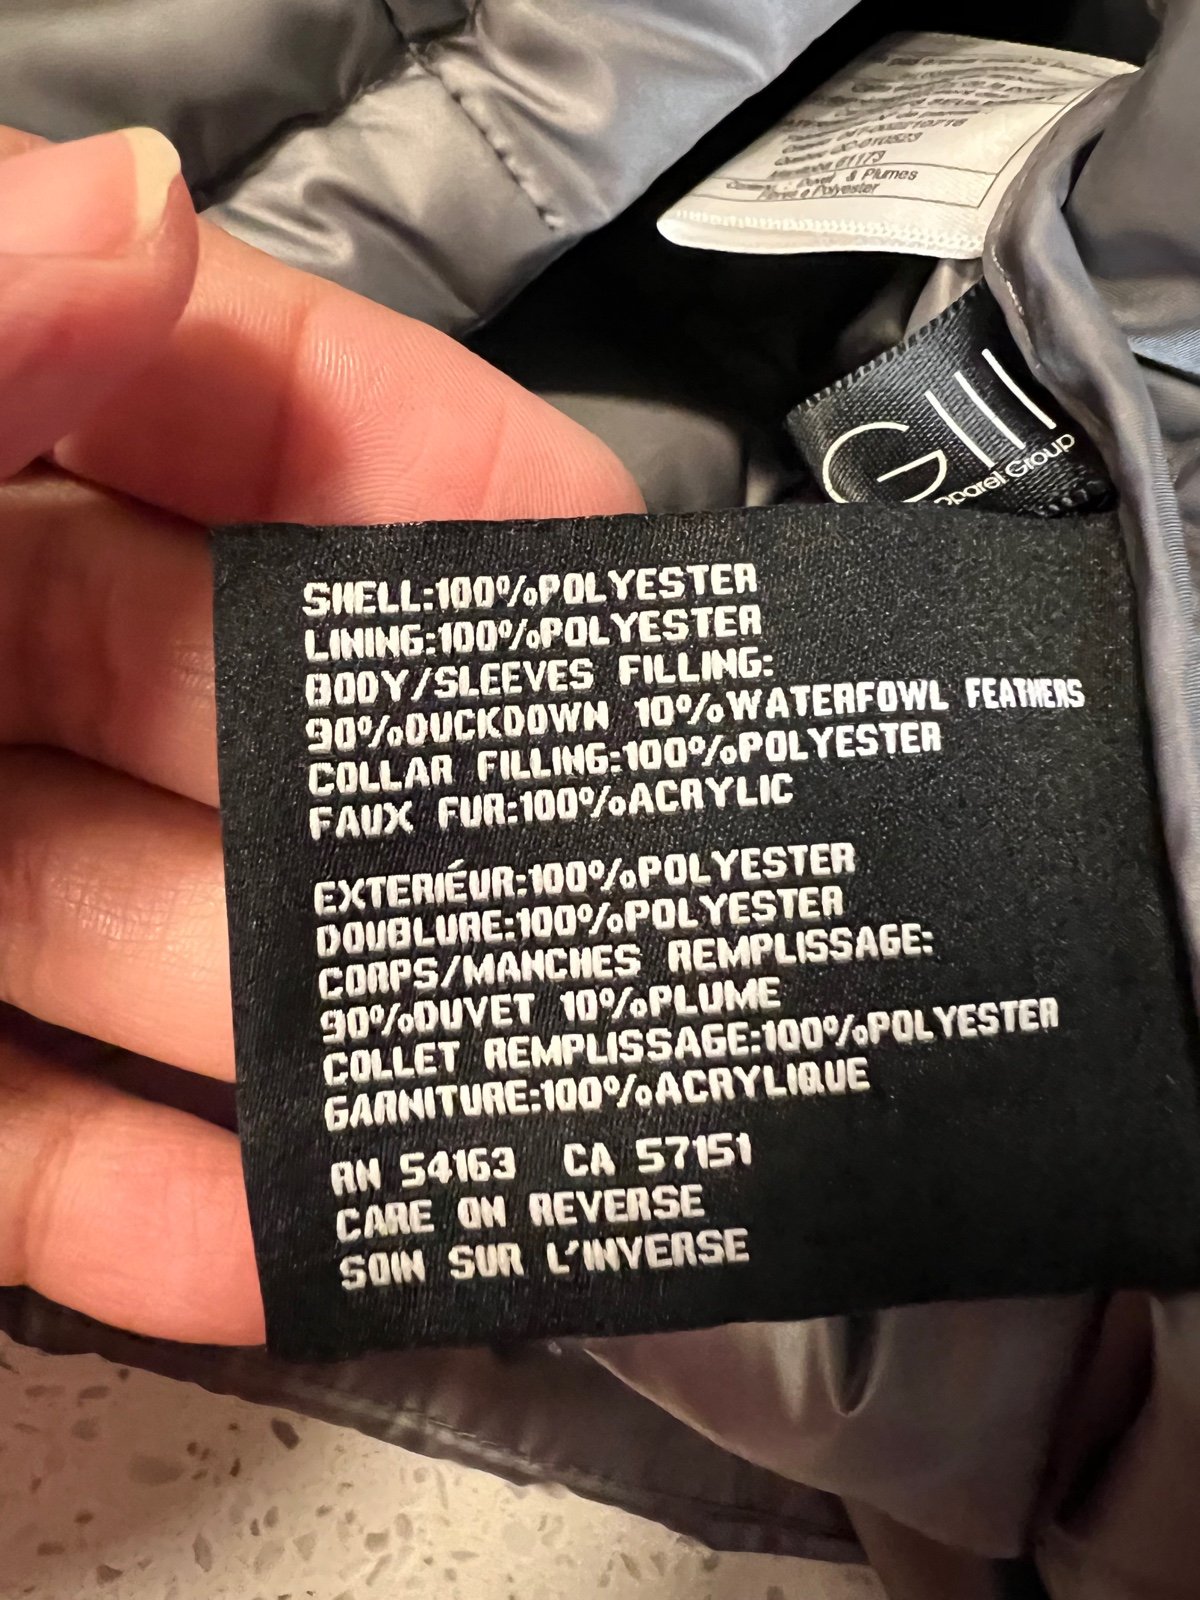 61173
& Plumes
Polyester
GIII
Apparel Group
SHELL:100%POLYESTER
LINING:100%POLYESTER
BODY/SLEEVES FILLING:
90%DUCKDOWN 10%WATERFOWL FEATHERS
COLLAR FILLING:100%POLYESTER
FAUX FUR:100%ACRYLIC
EXTERIÉUR:100%POLYESTER
DOUBLURE:100%POLYESTER
CORPS/MANCHES REMPLISSAGE:
90%DUVET 10%PLUME
COLLET REMPLISSAGE:100%POLYESTER
GARNITURE:100%ACRYLIQUE
RN 54163 CA 57151
CARE ON REVERSE
SOIN SUR L'INVERSE